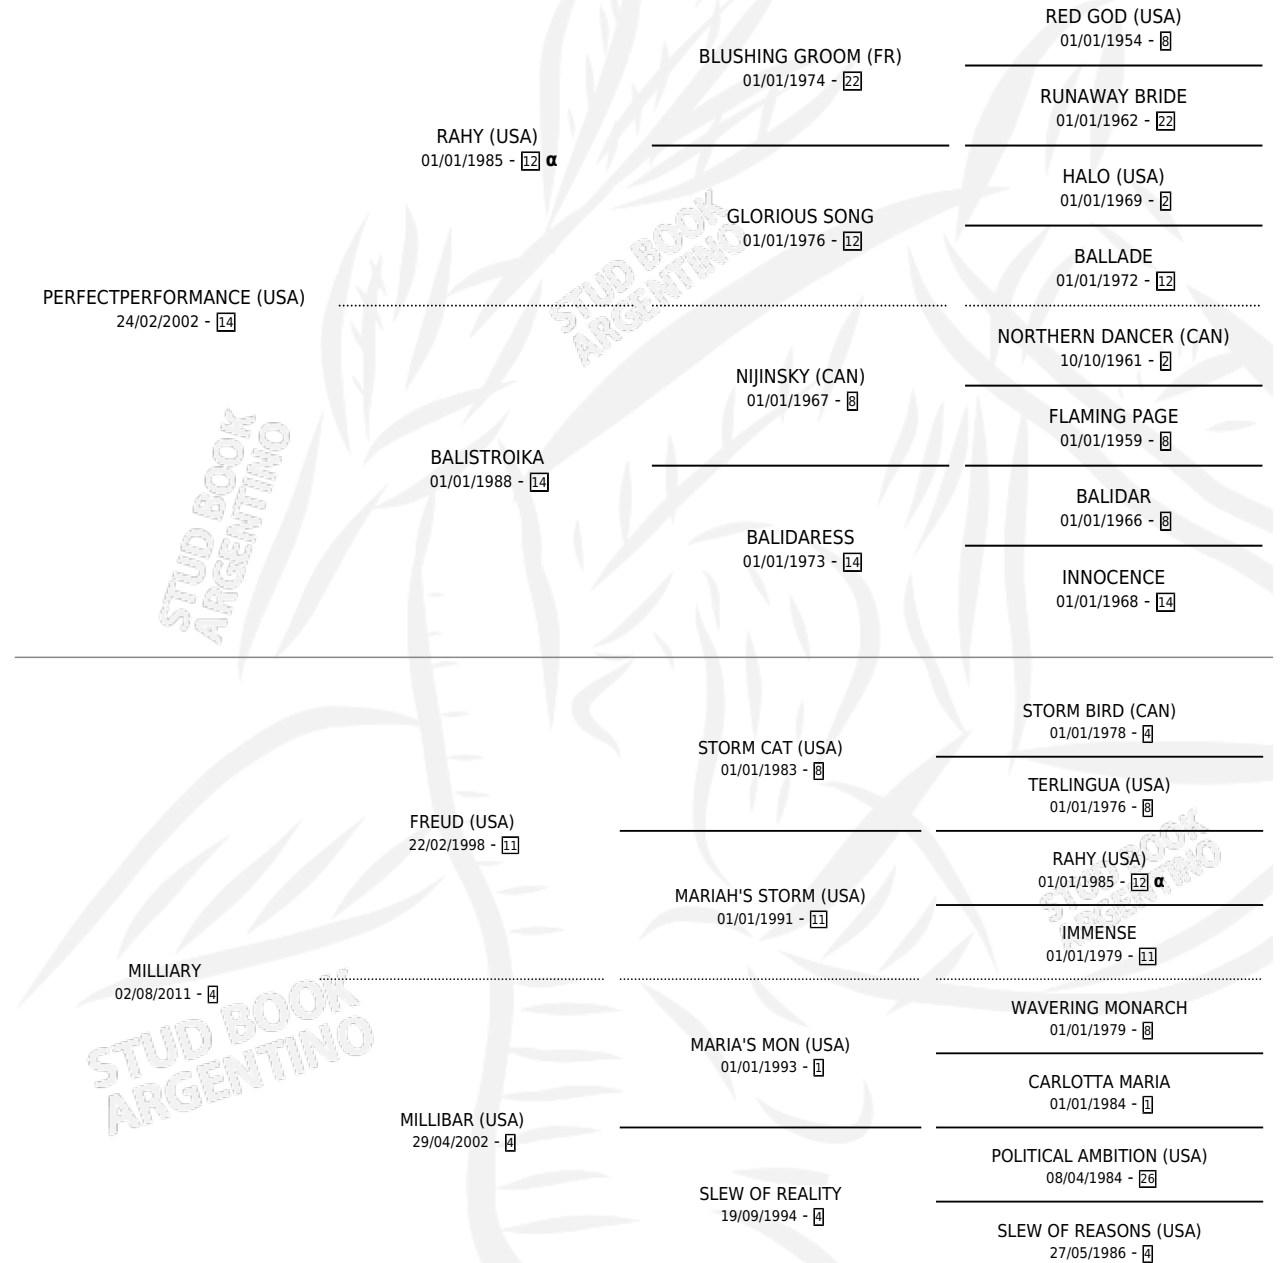 RED GOD (USA)
01/01/1954 - 8
BLUSHING GROOM (FR)
01/01/1974 - 22
RUNAWAY BRIDE
01/01/1962 - 22
RAHY (USA)
01/01/1985 - 12 α
HALO (USA)
01/01/1969 - 2
GLORIOUS SONG
01/01/1976 - 12
BALLADE
01/01/1972 - 12
PERFECTPERFORMANCE (USA)
24/02/2002 - 14
NORTHERN DANCER (CAN)
10/10/1961 - 2
NIJINSKY (CAN)
01/01/1967 - 8
FLAMING PAGE
01/01/1959 - 8
BALISTROIKA
01/01/1988 - 14
BALIDAR
01/01/1966 - 8
BALIDARESS
01/01/1973 - 14
INNOCENCE
01/01/1968 - 14
STORM BIRD (CAN)
01/01/1978 - 4
STORM CAT (USA)
01/01/1983 - 8
TERLINGUA (USA)
01/01/1976 - 8
FREUD (USA)
22/02/1998 - 11
RAHY (USA)
01/01/1985 - 12 α
MARIAH'S STORM (USA)
01/01/1991 - 11
IMMENSE
01/01/1979 - 11
MILLIARY
02/08/2011 - 4
WAVERING MONARCH
01/01/1979 - 8
MARIA'S MON (USA)
01/01/1993 - 1
CARLOTTA MARIA
01/01/1984 - 1
MILLIBAR (USA)
29/04/2002 - 4
POLITICAL AMBITION (USA)
08/04/1984 - 26
SLEW OF REALITY
19/09/1994 - 4
SLEW OF REASONS (USA)
27/05/1986 - 4
STUD BOOK
ARGENTINO
STUD BOOK
ARGENTINO
STUD BOOK
ARGENTINO
STUD BOOK
ARGENTINO